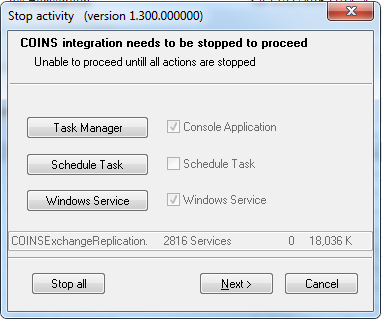 Stop activity (version 1.300.000000)
COINS integration needs to be stopped to proceed
Unable to proceed untill all actions are stopped
Task Manager Console Application
Schedule Task Schedule Task
Windows Service Windows Service
COINSExchangeReplication. 2816 Services 0 18,036 K
Stop all Next > Cancel